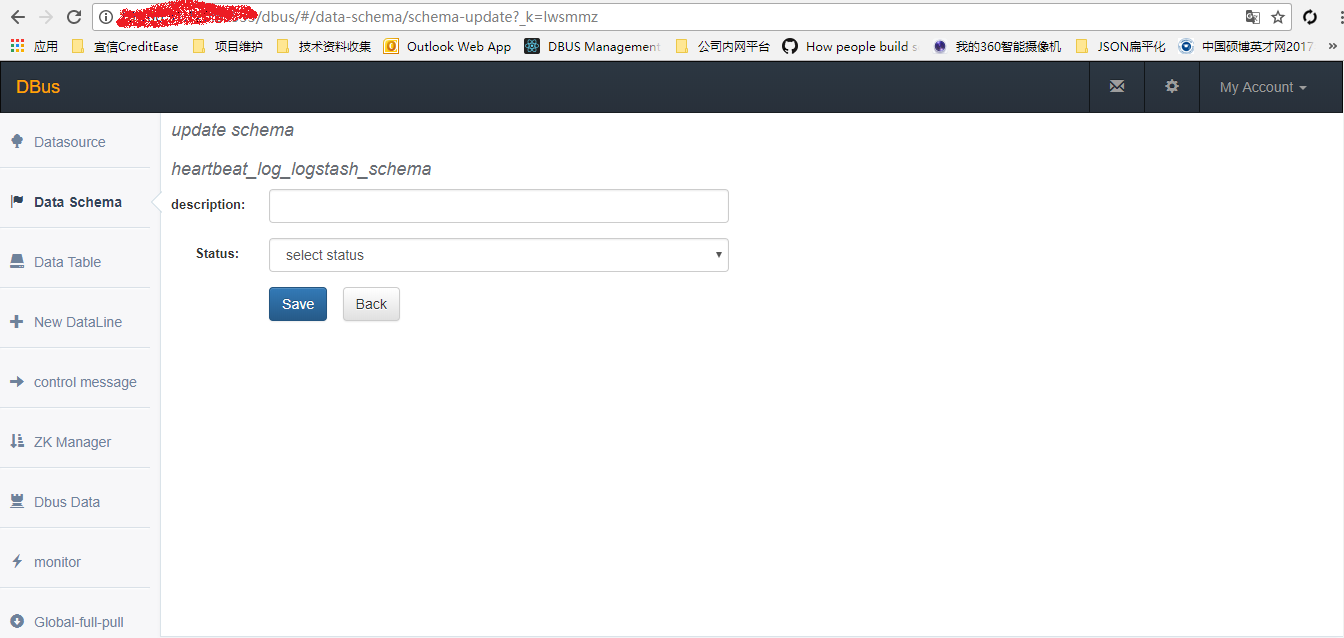 /dbus/#/data-schema/schema-update?_k=lwsmmz
应用 宜信CreditEase 项目维护 技术资料收集 Outlook Web App DBUS Management 公司内网平台 How people build s 我的360智能摄像机 JSON扁平化 中国硕博英才网2017 »
DBus
My Account
Datasource
Data Schema
Data Table
New DataLine
control message
ZK Manager
Dbus Data
monitor
Global-full-pull
update schema
heartbeat_log_logstash_schema
description:
Status: select status
Save Back